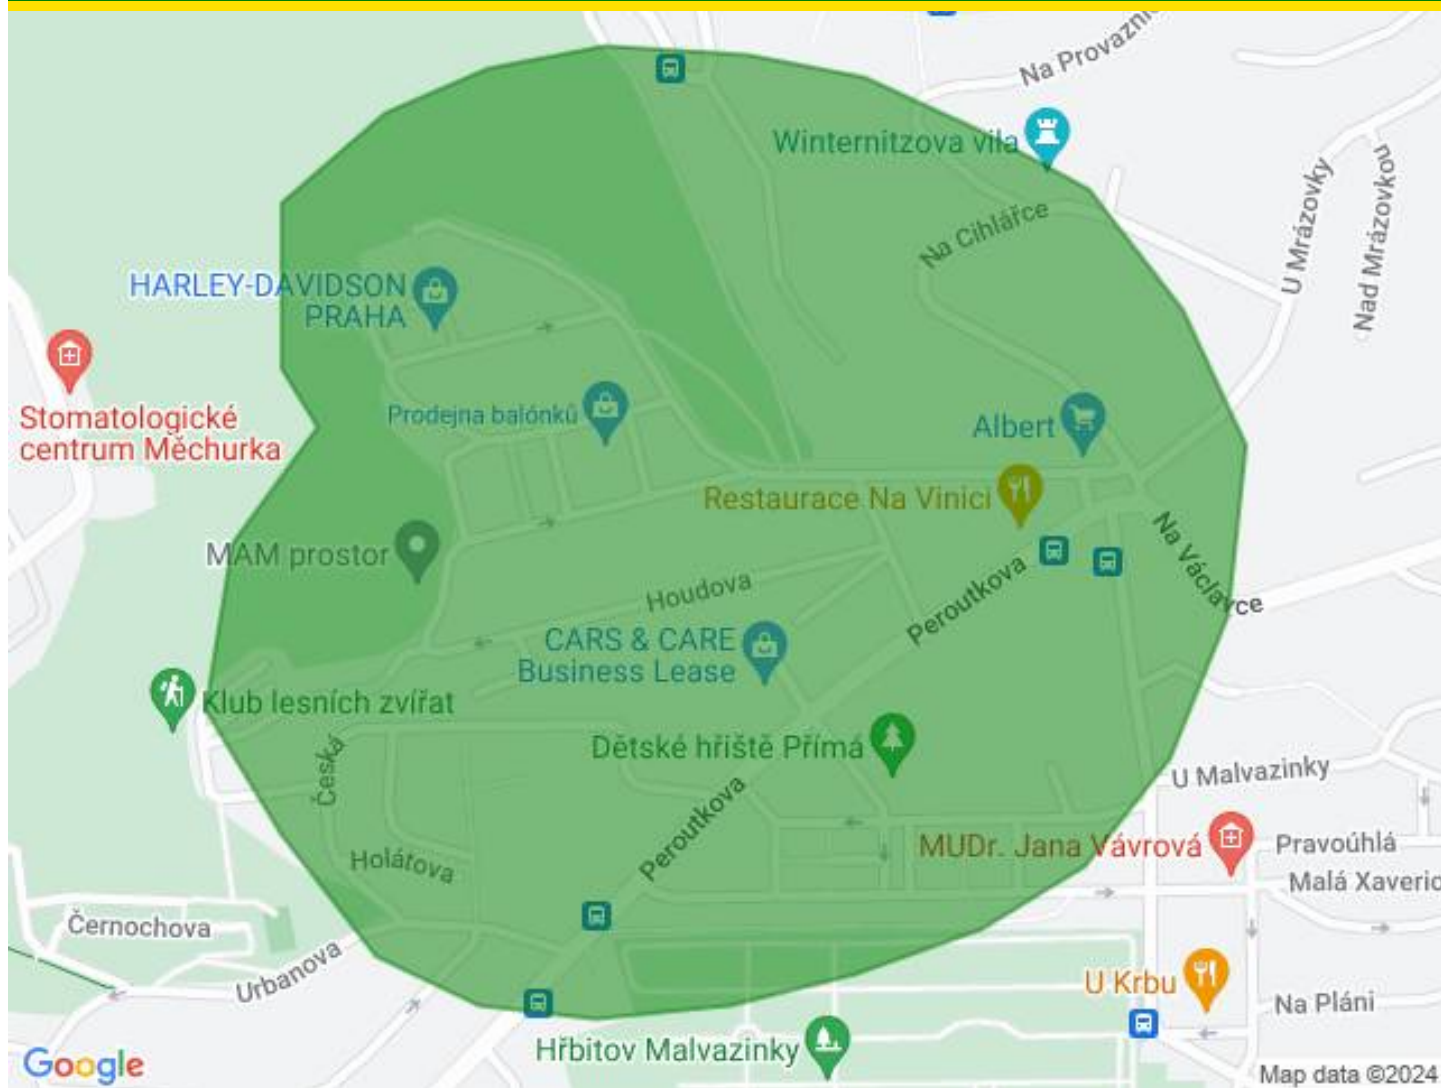 Na Provazni
Winternitzova vila
U Mrázovky
Nad Mrázovkou
Na Cihlářce
HARLEY-DAVIDSON
PRAHA
Stomatologické
centrum Měchurka
Prodejna balónků
Albert
Restaurace Na Vinici
MAM prostor
Na Václavce
Houdova
Peroutkova
CARS & CARE
Business Lease
Klub lesních zvířat
Dětské hřiště Přímá
Česká
U Malvazinky
Peroutkova
MUDr. Jana Vávrová
Pravoúhlá
Holátova
Malá Xaverio
Černochova
Urbanova
U Krbu
Na Pláni
Hřbitov Malvazinky
Google
Map data ©2024